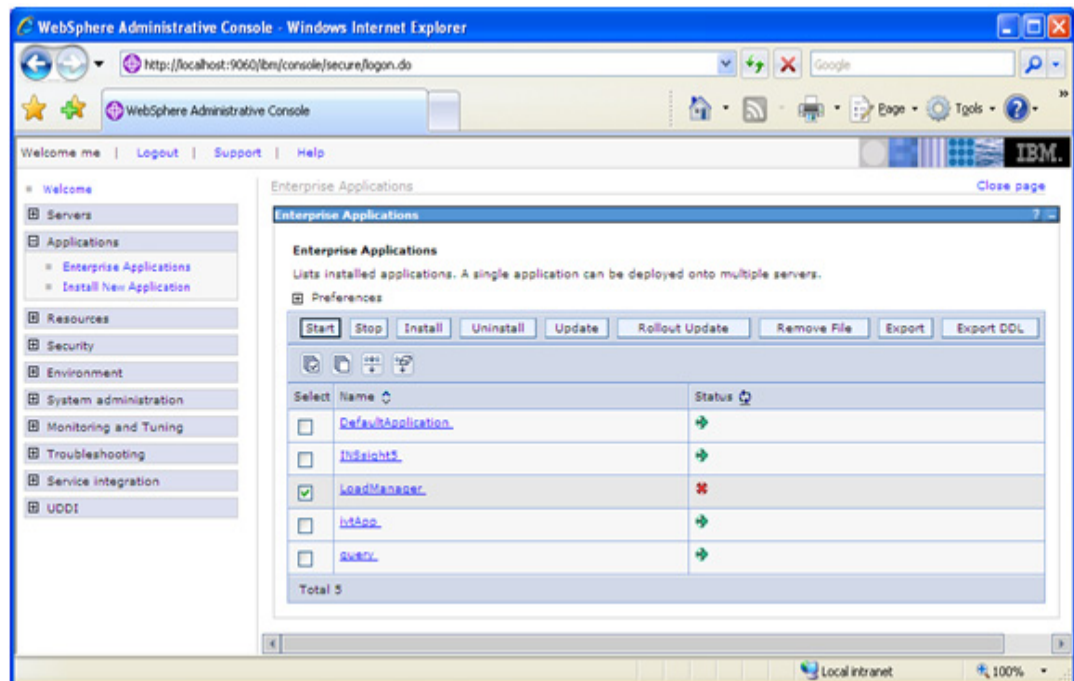 WebSphere Administrative Console - Windows Internet Explorer
http://localhost:9060/ibm/console/secure/logon.do
Google
WebSphere Administrative Console
Page
Tools
Welcome me | Logout | Support | Help
IBM.
Welcome
Servers
Applications
Enterprise Applications
Install New Application
Resources
Security
Environment
System administration
Monitoring and Tuning
Troubleshooting
Service integration
UDDI
Enterprise Applications
Close page
Enterprise Applications
? -
Enterprise Applications
Lists installed applications. A single application can be deployed onto multiple servers.
Preferences
Start Stop Install Uninstall Update Rollout Update Remove File Export Export DDL
Select Name Status
DefaultApplication
INSsight5
LoadManager
ivtApp
query
Total 5
Local intranet
100%